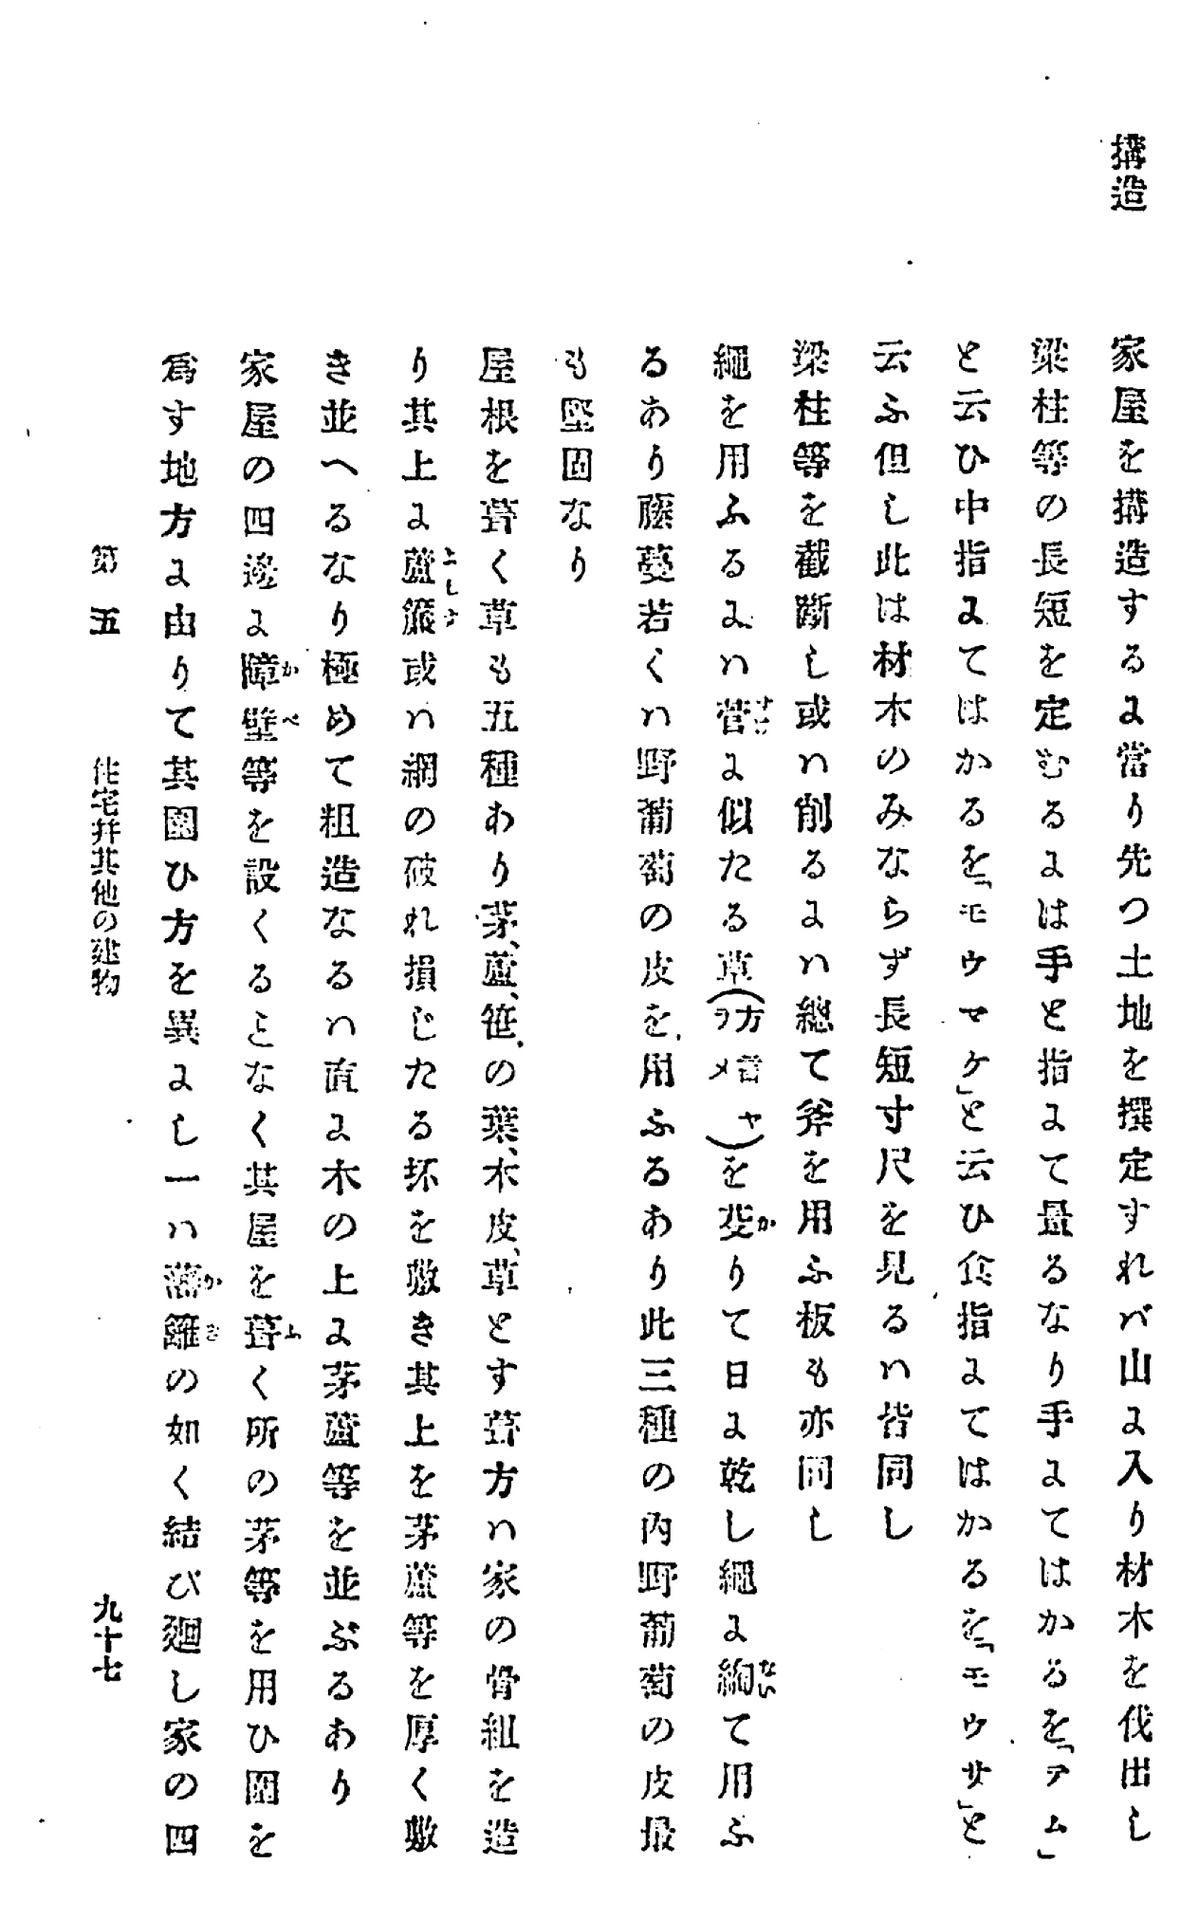 搆造
家屋を搆造するに當り先つ土地を撰定すれバ山に入り材木を伐出し
梁柱等の長短を定むるには手と指にて量るなり手にてはかるを「テム」
と云ひ中指にてはかるを「モウマケ」と云ひ食指にてはかるを「モウサ」と
云ふ但し此は材木のみならず長短寸尺を見るハ皆同し
梁柱等を截斷し或ハ削るにハ總て斧を用ふ板も亦同し
繩を用ふるにハ菅に似たる草(方言ヤラメ)を芟りて日に乾し繩に綯て用ふ
るあり藤蔓若くハ野葡萄の皮を用ふるあり此三種の内野葡萄の皮最
も堅固なり
屋根を葺く草も五種あり茅、蘆、笹、の葉、木皮、草とす葺方ハ家の骨組を造
り其上に蘆簾或ハ網の破れ損じたる抔を敷き其上を茅蘆等を厚く敷
き並へるなり極めて粗造なるハ直に木の上に茅蘆等を並ぶるあり
家屋の四邊に障壁等を設くることなく其屋を葺く所の茅等を用ひ圍を
爲す地方に由りて其圍ひ方を異にし一ハ藩籬の如く結び廻し家の四
第五　住宅并其他の建物　九十七